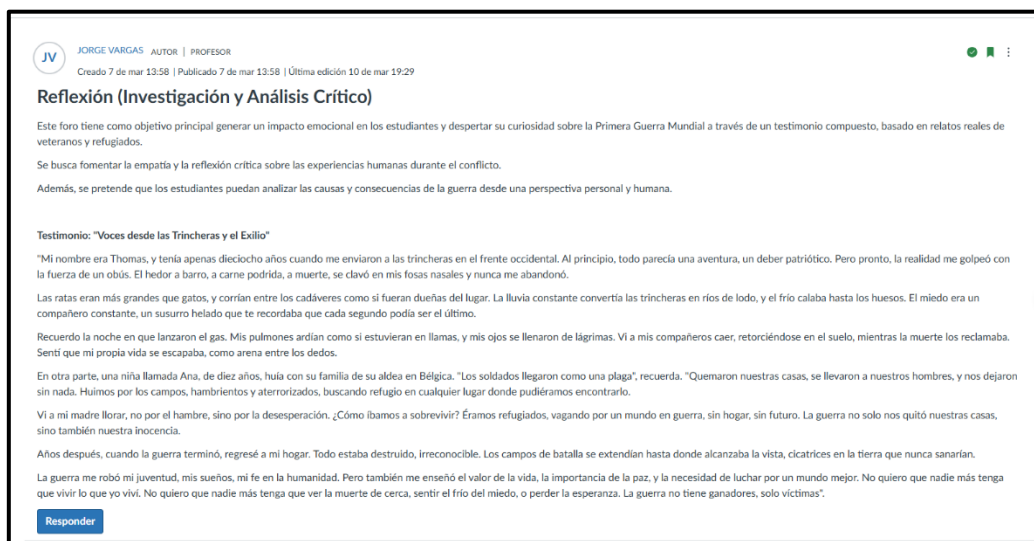 JV
JORGE VARGAS AUTOR | PROFESOR
Creado 7 de mar 13:58 | Publicado 7 de mar 13:58 | Última edición 10 de mar 19:29
Reflexión (Investigación y Análisis Crítico)
Este foro tiene como objetivo principal generar un impacto emocional en los estudiantes y despertar su curiosidad sobre la Primera Guerra Mundial a través de un testimonio compuesto, basado en relatos reales de
veteranos y refugiados.
Se busca fomentar la empatía y la reflexión crítica sobre las experiencias humanas durante el conflicto.
Además, se pretende que los estudiantes puedan analizar las causas y consecuencias de la guerra desde una perspectiva personal y humana.
Testimonio: "Voces desde las Trincheras y el Exilio"
"Mi nombre era Thomas, y tenía apenas dieciocho años cuando me enviaron a las trincheras en el frente occidental. Al principio, todo parecía una aventura, un deber patriótico. Pero pronto, la realidad me golpeó con
la fuerza de un obús. El hedor a barro, a carne podrida, a muerte, se clavó en mis fosas nasales y nunca me abandonó.
Las ratas eran más grandes que gatos, y corrían entre los cadáveres como si fueran dueñas del lugar. La lluvia constante convertía las trincheras en ríos de lodo, y el frío calaba hasta los huesos. El miedo era un
compañero constante, un susurro helado que te recordaba que cada segundo podía ser el último.
Recuerdo la noche en que lanzaron el gas. Mis pulmones ardían como si estuvieran en llamas, y mis ojos se llenaron de lágrimas. Vi a mis compañeros caer, retorciéndose en el suelo, mientras la muerte los reclamaba.
Sentí que mi propia vida se escapaba, como arena entre los dedos.
En otra parte, una niña llamada Ana, de diez años, huía con su familia de su aldea en Bélgica. "Los soldados llegaron como una plaga", recuerda. "Quemaron nuestras casas, se llevaron a nuestros hombres, y nos dejaron
sin nada. Huimos por los campos, hambrientos y aterrorizados, buscando refugio en cualquier lugar donde pudiéramos encontrarlo.
Vi a mi madre llorar, no por el hambre, sino por la desesperación. ¿Cómo íbamos a sobrevivir? Éramos refugiados, vagando por un mundo en guerra, sin hogar, sin futuro. La guerra no solo nos quitó nuestras casas,
sino también nuestra inocencia.
Años después, cuando la guerra terminó, regresé a mi hogar. Todo estaba destruido, irreconocible. Los campos de batalla se extendían hasta donde alcanzaba la vista, cicatrices en la tierra que nunca sanarían.
La guerra me robó mi juventud, mis sueños, mi fe en la humanidad. Pero también me enseñó el valor de la vida, la importancia de la paz, y la necesidad de luchar por un mundo mejor. No quiero que nadie más tenga
que vivir lo que yo viví. No quiero que nadie más tenga que ver la muerte de cerca, sentir el frío del miedo, o perder la esperanza. La guerra no tiene ganadores, solo víctimas".
Responder